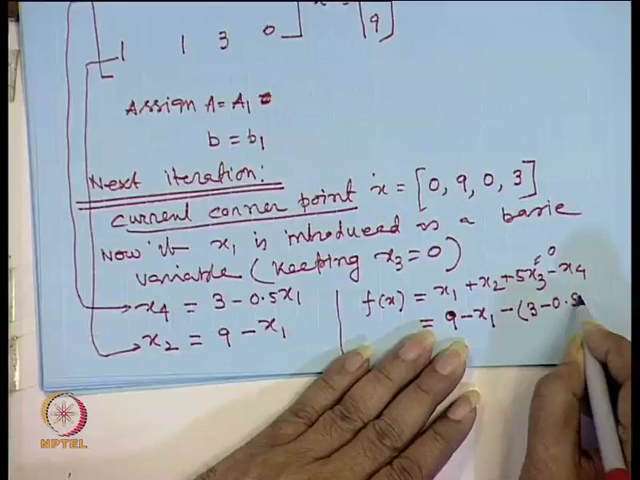 9
1 1 3 0
Assign A = A1
b = b1
Next iteration:
current corner point x = [0, 9, 0, 3]
Now if x1 is introduced as a basic
variable (keeping x3 = 0)
x4 = 3 - 0.5x1
x2 = 9 - x1
f(x) = x1 + x2 + 5x3 - x4
0
= 9 - x1 - (3 - 0.5
NPTEL